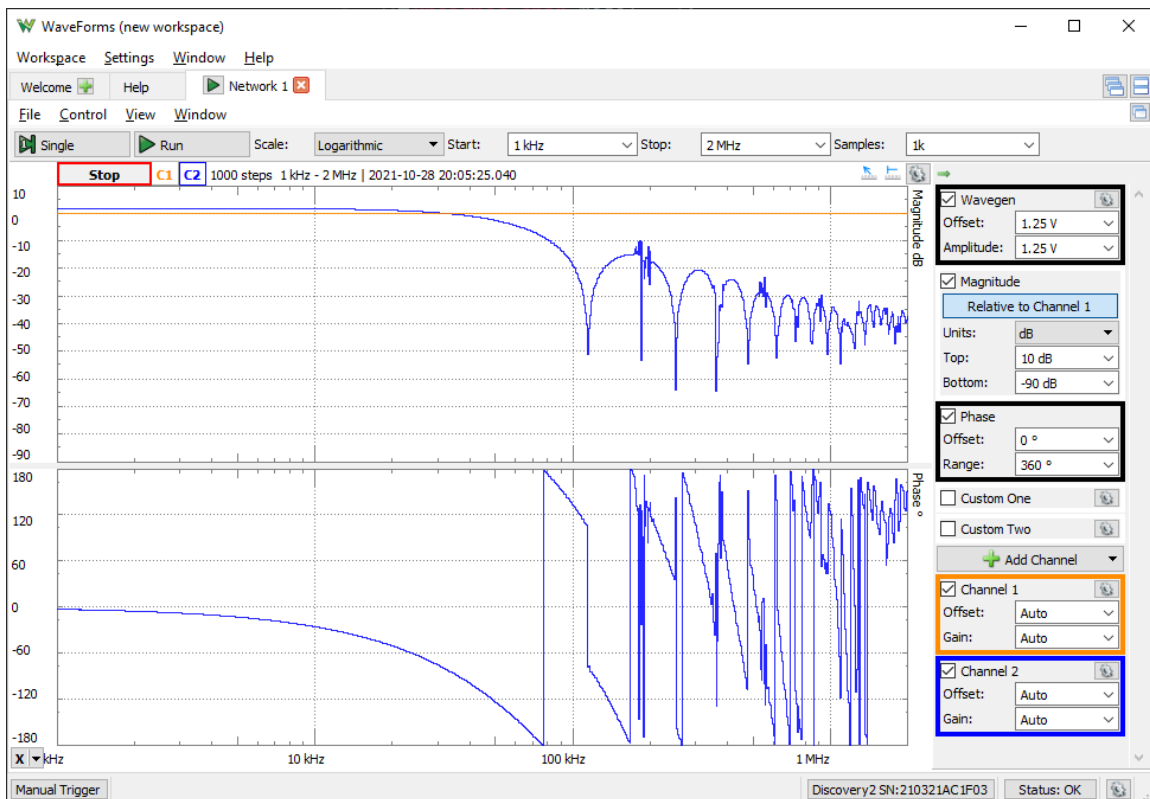 WaveForms (new workspace)
Workspace Settings Window Help
Welcome Help Network 1
File Control View Window
Single Run Scale: Logarithmic Start: 1 kHz Stop: 2 MHz Samples: 1k
Stop C1 C2 1000 steps 1 kHz - 2 MHz | 2021-10-28 20:05:25.040
10
0
-10
-20
-30
-40
-50
-60
-70
-80
-90
Magnitude dB
180
120
60
0
-60
-120
-180
Phase °
X kHz 10 kHz 100 kHz 1 MHz
Wavegen
Offset: 1.25 V
Amplitude: 1.25 V
Magnitude
Relative to Channel 1
Units: dB
Top: 10 dB
Bottom: -90 dB
Phase
Offset: 0 °
Range: 360 °
Custom One
Custom Two
Add Channel
Channel 1
Offset: Auto
Gain: Auto
Channel 2
Offset: Auto
Gain: Auto
Manual Trigger Discovery2 SN:210321AC1F03 Status: OK